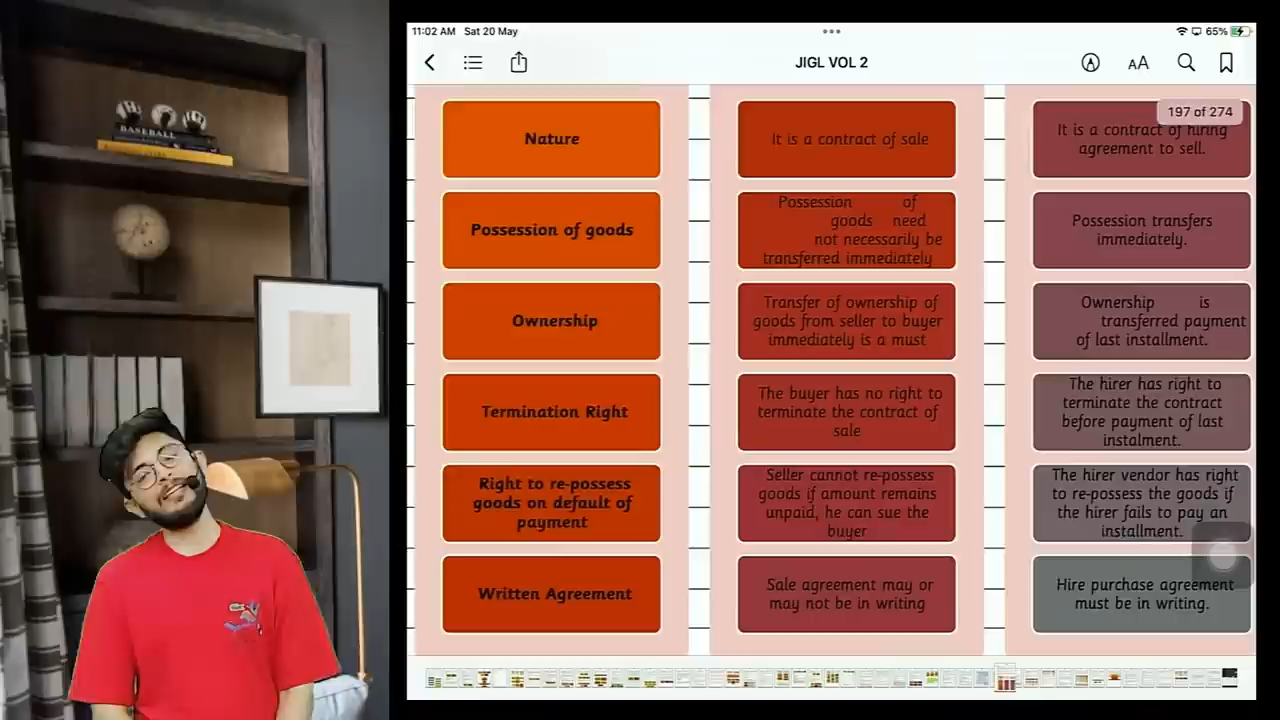 BASEBALL
11:02 AM Sat 20 May
65%
JIGL VOL 2
197 of 274
Nature
It is a contract of sale
It is a contract of hiring
agreement to sell.
Possession of goods
Possession of
goods need
not necessarily be
transferred immediately
Possession transfers
immediately.
Ownership
Transfer of ownership of
goods from seller to buyer
immediately is a must
Ownership is
transferred payment
of last installment.
Termination Right
The buyer has no right to
terminate the contract of
sale
The hirer has right to
terminate the contract
before payment of last
instalment.
Right to re-possess
goods on default of
payment
Seller cannot re-possess
goods if amount remains
unpaid, he can sue the
buyer
The hirer vendor has right
to re-possess the goods if
the hirer fails to pay an
installment.
Written Agreement
Sale agreement may or
may not be in writing
Hire purchase agreement
must be in writing.